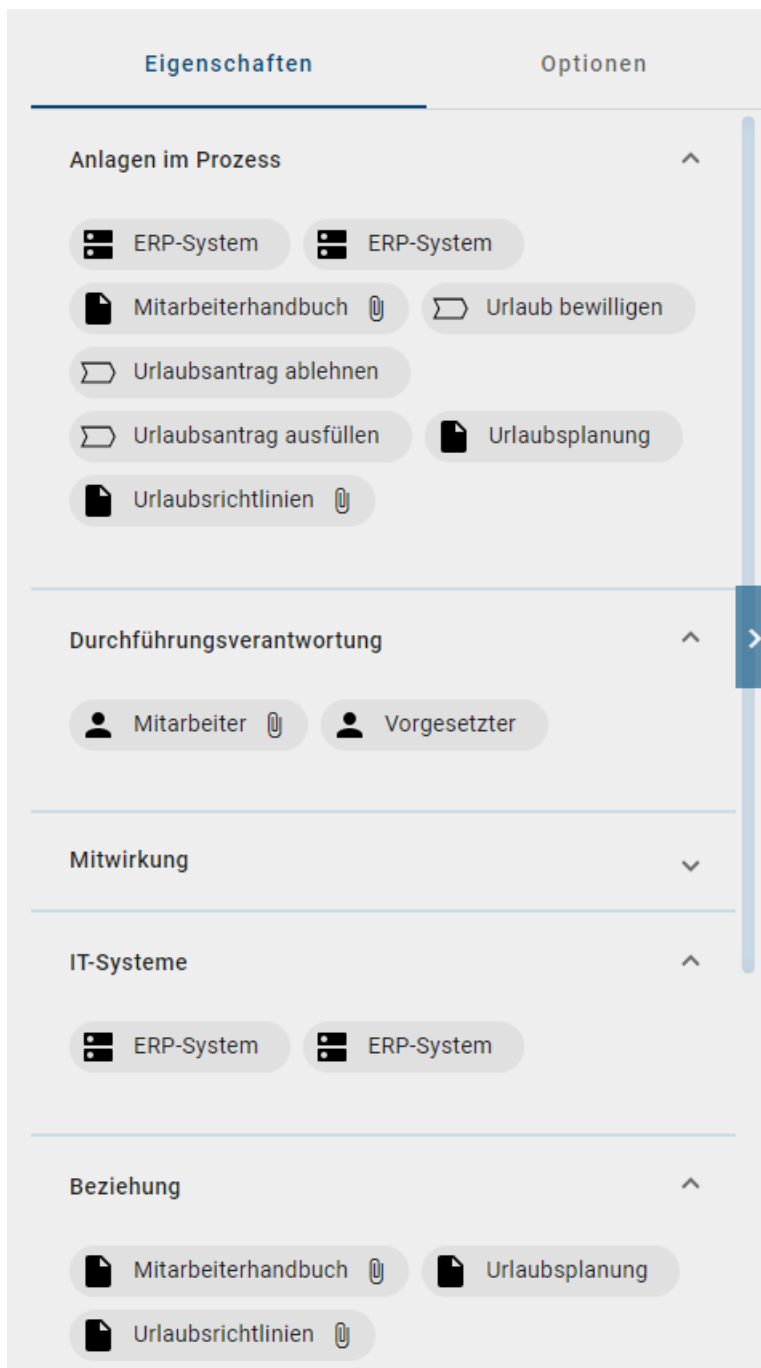 Eigenschaften Optionen
Anlagen im Prozess
ERP-System ERP-System
Mitarbeiterhandbuch Urlaub bewilligen
Urlaubsantrag ablehnen
Urlaubsantrag ausfüllen Urlaubsplanung
Urlaubsrichtlinien
Durchführungsverantwortung
Mitarbeiter Vorgesetzter
Mitwirkung
IT-Systeme
ERP-System ERP-System
Beziehung
Mitarbeiterhandbuch Urlaubsplanung
Urlaubsrichtlinien